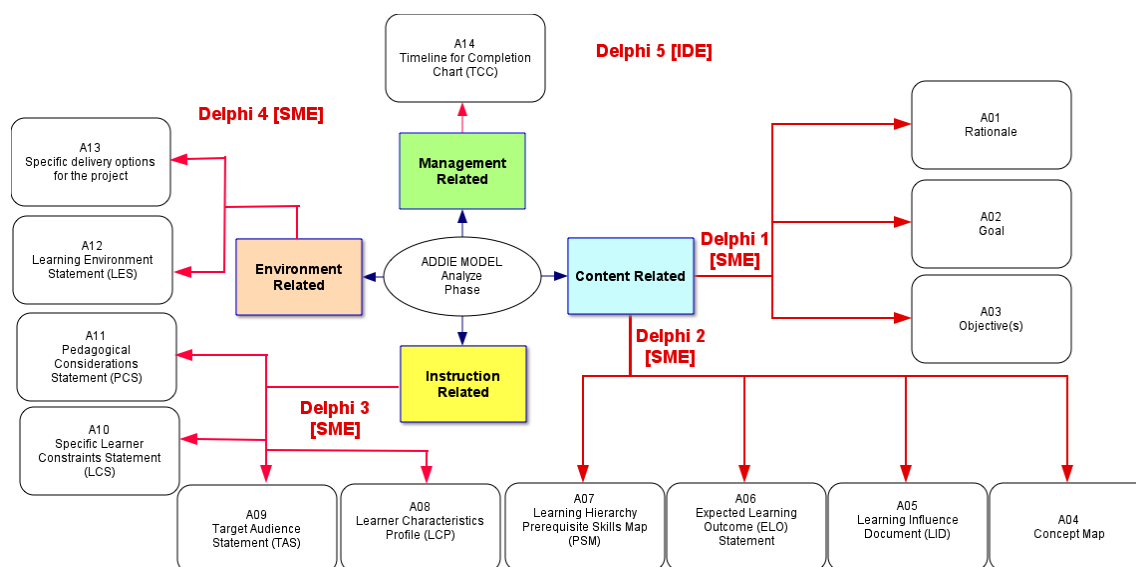 A14
Timeline for Completion
Chart (TCC)
Delphi 5 [IDE]
Delphi 4 [SME]
A13
Specific delivery options
for the project
Management
Related
A01
Rationale
A12
Learning Environment
Statement (LES)
Environment
Related
ADDIE MODEL
Analyze
Phase
Content Related
Delphi 1
[SME]
A02
Goal
A03
Objective(s)
A11
Pedagogical
Considerations
Statement (PCS)
Instruction
Related
Delphi 2
[SME]
Delphi 3
[SME]
A10
Specific Learner
Constraints Statement
(LCS)
A09
Target Audience
Statement (TAS)
A08
Learner Characteristics
Profile (LCP)
A07
Learning Hierarchy
Prerequisite Skills Map
(PSM)
A06
Expected Learning
Outcome (ELO)
Statement
A05
Learning Influence
Document (LID)
A04
Concept Map